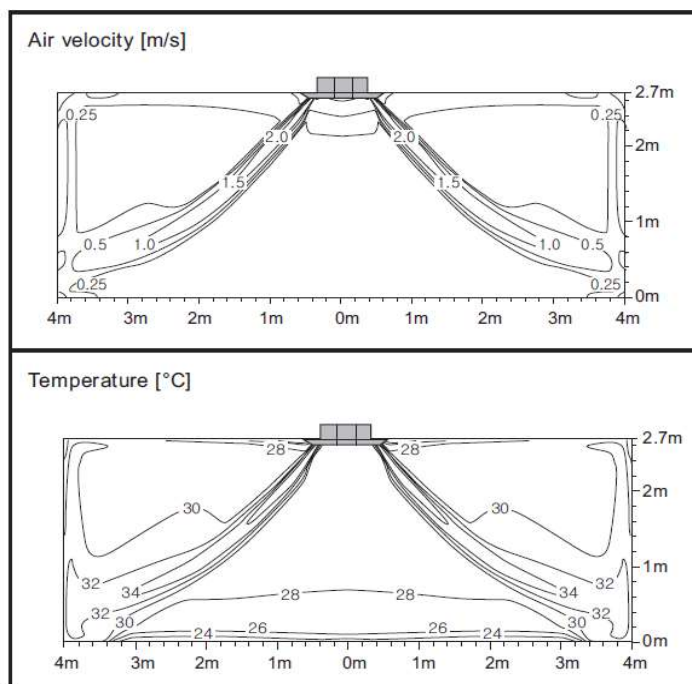 Air velocity [m/s]
2.7m
0.25 0.25
2.0 2.0 2m
1.5 1.5
1m
0.5 1.0 1.0 0.5
0.25 0.25
0m
4m 3m 2m 1m 0m 1m 2m 3m 4m
Temperature [°C]
2.7m
28 28
2m
30 30
1m
32 32
34 34
32 28 28 32
30 30
24 26 26 24 0m
4m 3m 2m 1m 0m 1m 2m 3m 4m